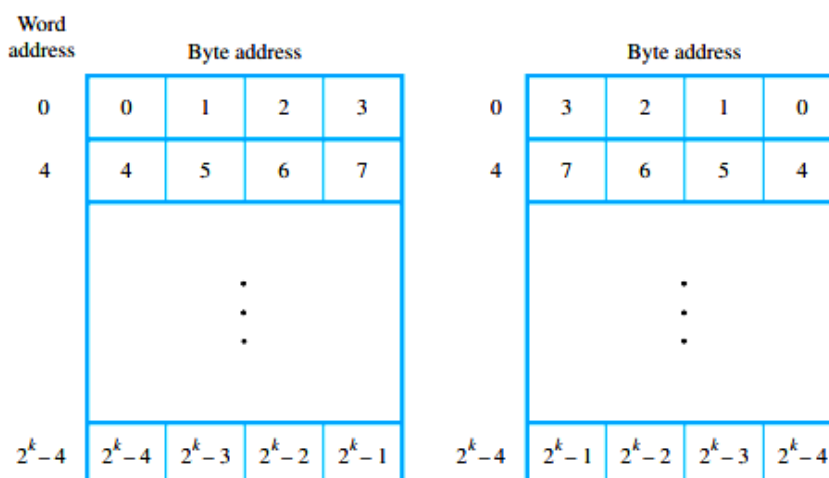 Word
address
Byte address
Byte address
0 0 1 2 3 0 3 2 1 0
4 4 5 6 7 4 7 6 5 4
2^k – 4 2^k – 4 2^k – 3 2^k – 2 2^k – 1 2^k – 4 2^k – 1 2^k – 2 2^k – 3 2^k – 4